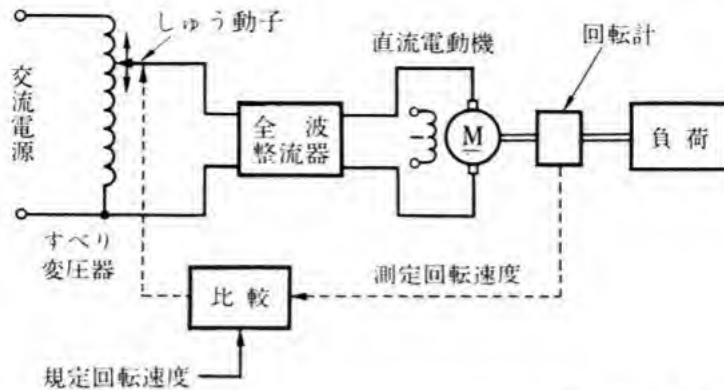 しゅう動子
直流電動機
回転計
交流電源
全波
整流器
M
負荷
すべり
変圧器
比較
測定回転速度
規定回転速度